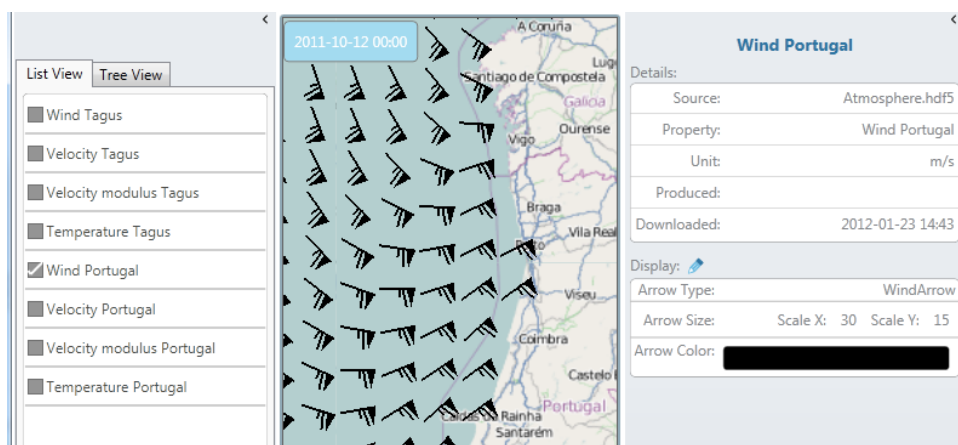 <
List View
Tree View
Wind Tagus
Velocity Tagus
Velocity modulus Tagus
Temperature Tagus
Wind Portugal
Velocity Portugal
Velocity modulus Portugal
Temperature Portugal
2011-10-12 00:00
A Coruña
Lug
Santiago de Compostela
Galicia
Ourense
Vigo
Braga
Vila Real
Viseu
Coimbra
Castelo
Portugal
Caldas da Rainha
Santarém
<
Wind Portugal
Details:
Source: Atmosphere.hdf5
Property: Wind Portugal
Unit: m/s
Produced:
Downloaded: 2012-01-23 14:43
Display:
Arrow Type: WindArrow
Arrow Size: Scale X: 30 Scale Y: 15
Arrow Color: